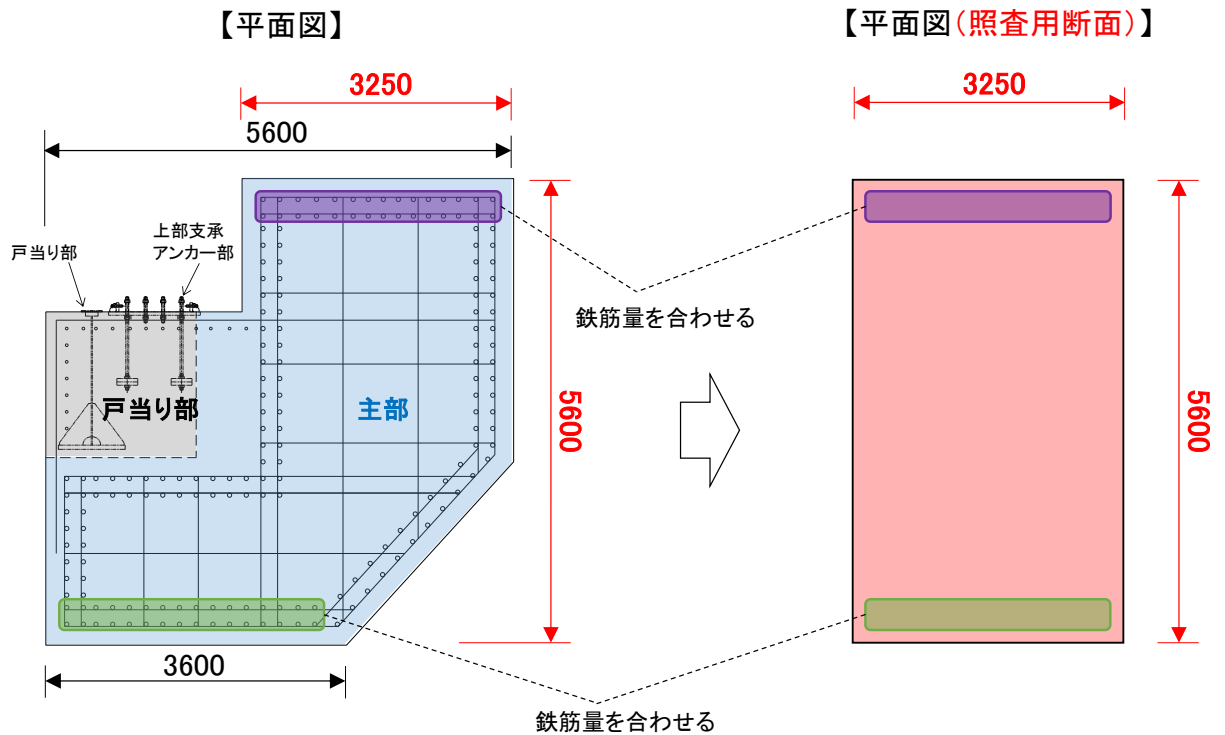 【平面図】
【平面図(照査用断面)】
3250
3250
5600
上部支承
アンカー部
戸当り部
鉄筋量を合わせる
戸当り部
主部
5600
5600
3600
鉄筋量を合わせる